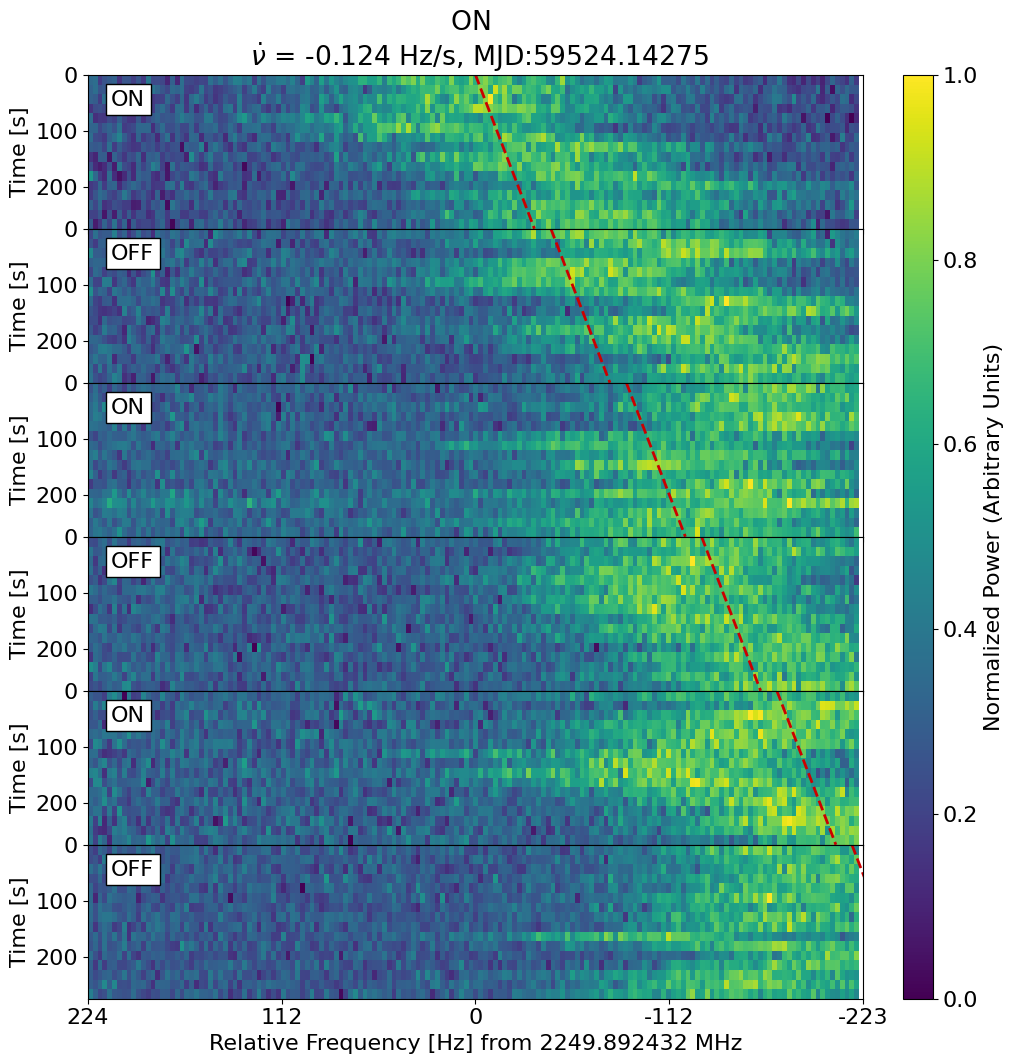 ON
ν̇ = -0.124 Hz/s, MJD:59524.14275
0
ON
100
Time [s]
200
0
OFF
100
Time [s]
200
0
ON
100
Time [s]
200
0
OFF
100
Time [s]
200
0
ON
100
Time [s]
200
0
OFF
100
Time [s]
200
224 112 0 -112 -223
Relative Frequency [Hz] from 2249.892432 MHz
1.0
0.8
0.6
0.4
0.2
0.0
Normalized Power (Arbitrary Units)